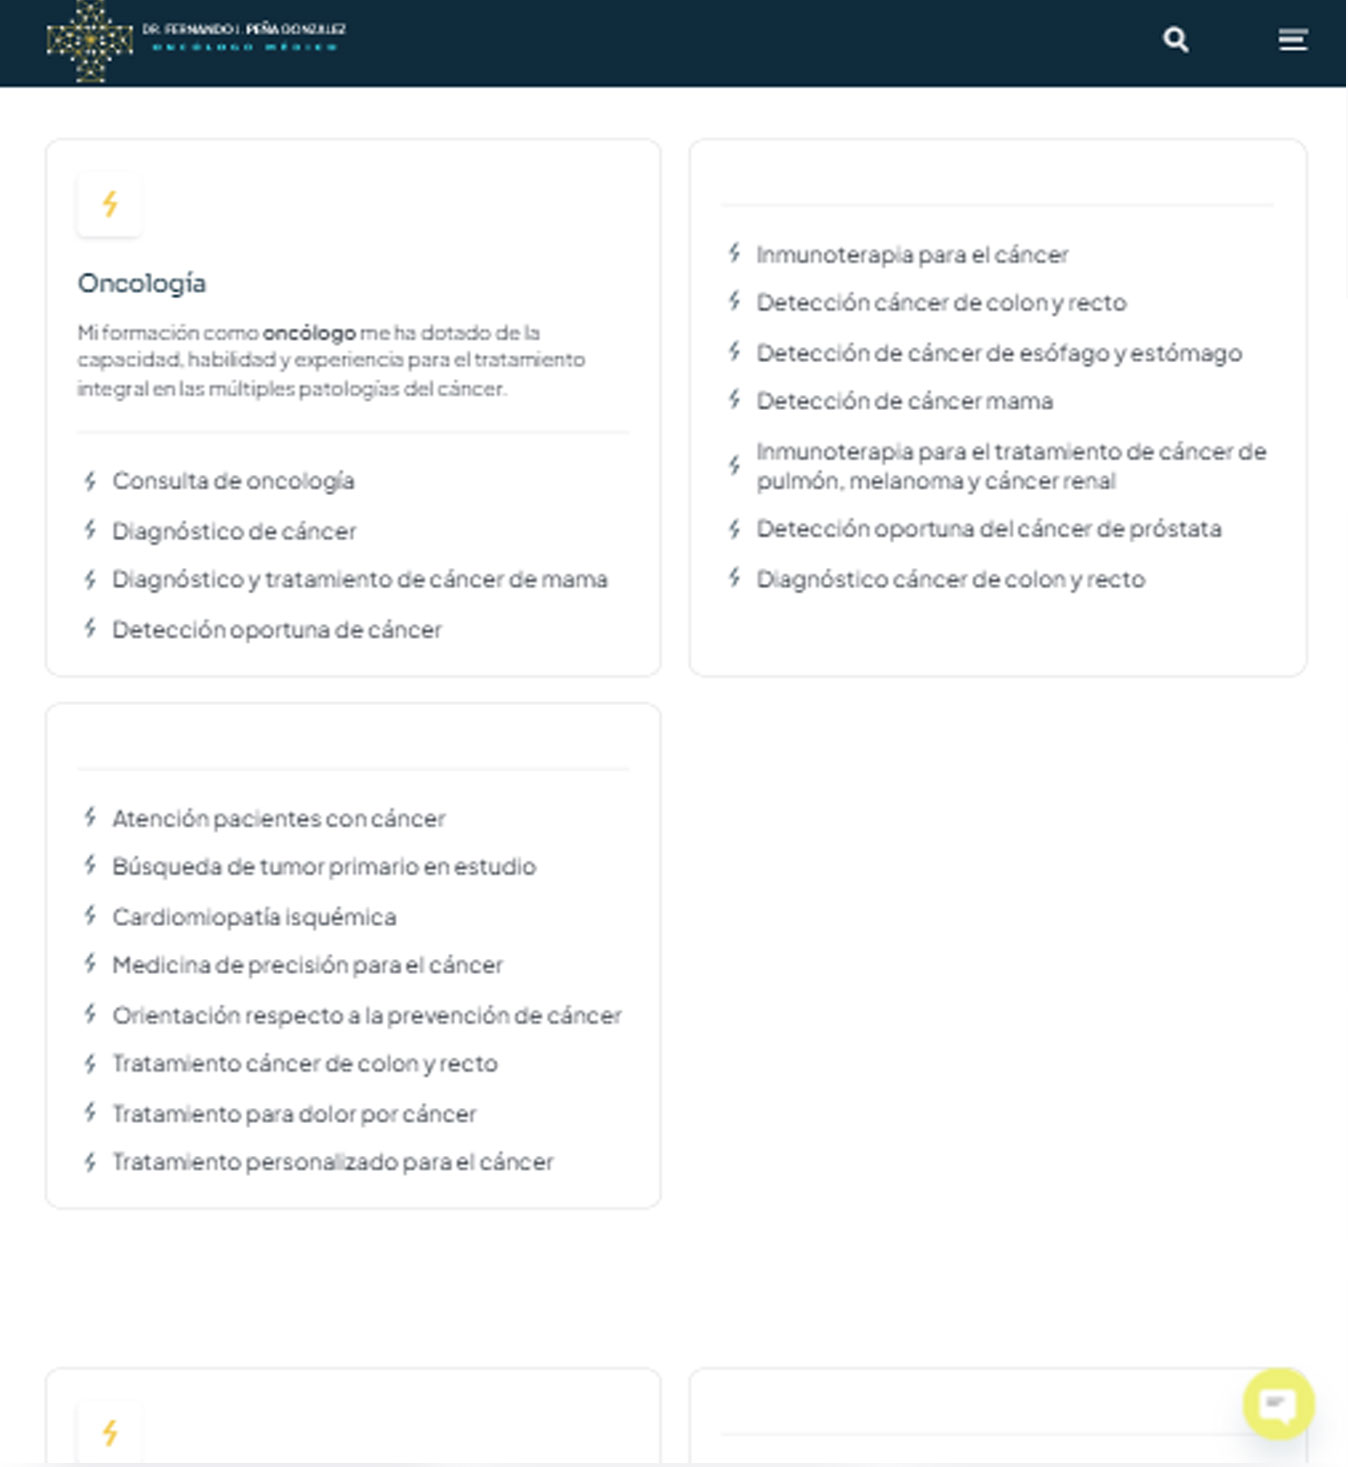 DR. FERNANDO I. PEÑA GONZALEZ
ONCÓLOGO MÉDICO
Oncología
Mi formación como oncólogo me ha dotado de la
capacidad, habilidad y experiencia para el tratamiento
integral en las múltiples patologías del cáncer.
Consulta de oncología
Diagnóstico de cáncer
Diagnóstico y tratamiento de cáncer de mama
Detección oportuna de cáncer
Inmunoterapia para el cáncer
Detección cáncer de colon y recto
Detección de cáncer de esófago y estómago
Detección de cáncer mama
Inmunoterapia para el tratamiento de cáncer de
pulmón, melanoma y cáncer renal
Detección oportuna del cáncer de próstata
Diagnóstico cáncer de colon y recto
Atención pacientes con cáncer
Búsqueda de tumor primario en estudio
Cardiomiopatía isquémica
Medicina de precisión para el cáncer
Orientación respecto a la prevención de cáncer
Tratamiento cáncer de colon y recto
Tratamiento para dolor por cáncer
Tratamiento personalizado para el cáncer